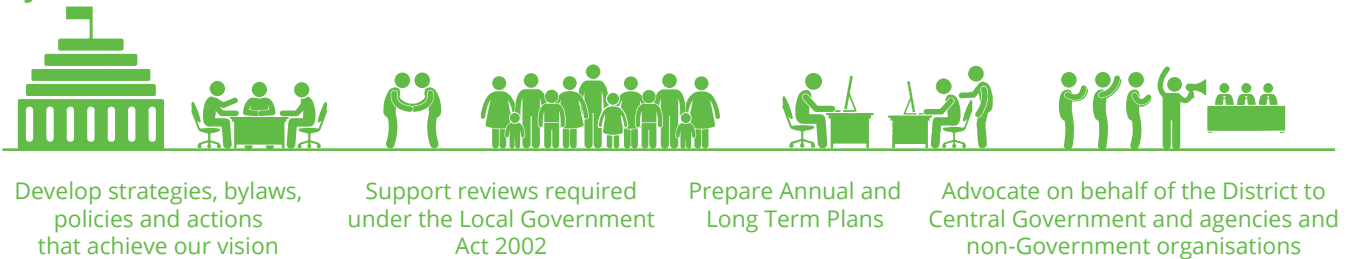 Develop strategies, bylaws,
policies and actions
that achieve our vision
Support reviews required
under the Local Government
Act 2002
Prepare Annual and
Long Term Plans
Advocate on behalf of the District to
Central Government and agencies and
non-Government organisations